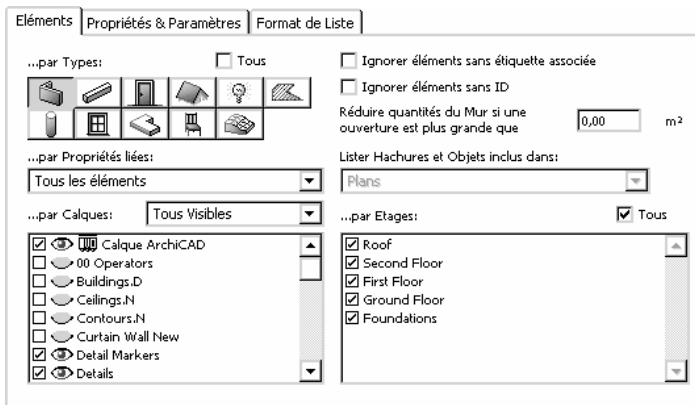 Eléments Propriétés & Paramètres Format de Liste
...par Types: Tous
Ignorer éléments sans étiquette associée
Ignorer éléments sans ID
Réduire quantités du Mur si une
ouverture est plus grande que 0,00 m²
...par Propriétés liées:
Tous les éléments
Lister Hachures et Objets inclus dans:
Plans
...par Calques: Tous Visibles
Calque ArchiCAD
00 Operators
Buildings.D
Ceilings.N
Contours.N
Curtain Wall New
Detail Markers
Details
...par Etages: Tous
Roof
Second Floor
First Floor
Ground Floor
Foundations